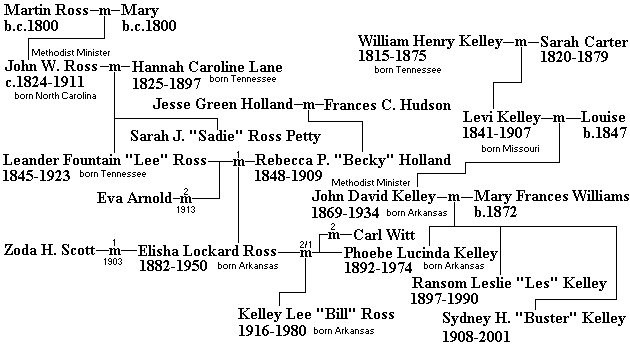 Martin Ross m Mary
b.c.1800 b.c.1800
Methodist Minister
John W. Ross m Hannah Caroline Lane
c.1824-1911 1825-1897 born Tennessee
born North Carolina
William Henry Kelley m Sarah Carter
1815-1875 1820-1879
born Tennessee
Jesse Green Holland m Frances C. Hudson
Sarah J. "Sadie" Ross Petty
Levi Kelley m Louise
1841-1907 b.1847
born Missouri
Leander Fountain "Lee" Ross 1 m Rebecca P. "Becky" Holland
1845-1923 born Tennessee 1848-1909
Eva Arnold 2 m
1913
Methodist Minister
John David Kelley m Mary Frances Williams
1869-1934 born Arkansas b.1872
2
m Carl Witt
Zoda H. Scott 1 m Elisha Lockard Ross 2/1 m Phoebe Lucinda Kelley
1903 1882-1950 born Arkansas 1892-1974 born Arkansas
Ransom Leslie "Les" Kelley
1897-1990
Kelley Lee "Bill" Ross
1916-1980 born Arkansas
Sydney H. "Buster" Kelley
1908-2001